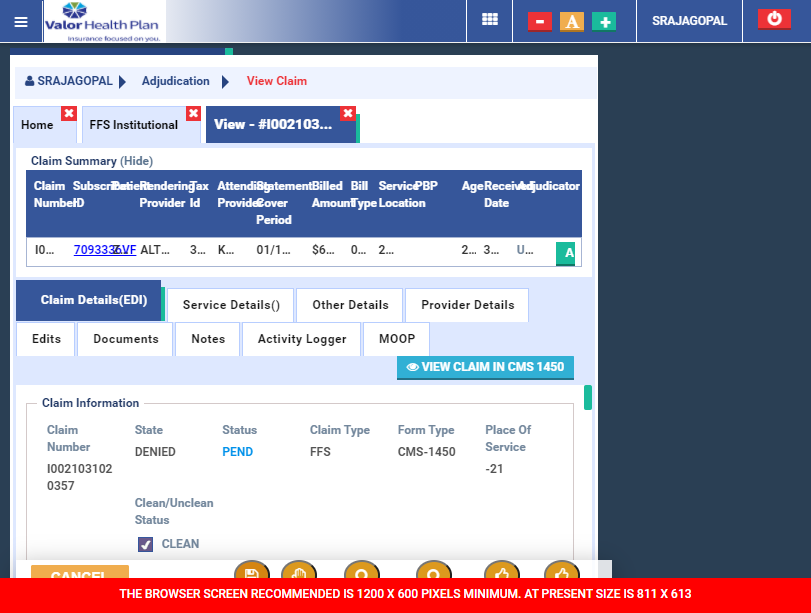 Valor Health Plan
Insurance focused on you.
A
SRAJAGOPAL
SRAJAGOPAL Adjudication View Claim
Home FFS Institutional View - #I002103...
Claim Summary (Hide)
Claim Number Subscriber ID Patient Rendering Provider Tax Id Attending Provider Statement Cover Period Billed Amount Bill Type Service Location PBP Age Received Date Adjudicator
I0... 7093336VF ALT... 3... K... 01/1... $6... 0... 2... 2... 3... U... A
Claim Details(EDI) Service Details() Other Details Provider Details
Edits Documents Notes Activity Logger MOOP
VIEW CLAIM IN CMS 1450
Claim Information
Claim Number State Status Claim Type Form Type Place Of Service
I002103102 DENIED PEND FFS CMS-1450 -21
0357
Clean/Unclean
Status
CLEAN
CANCEL
THE BROWSER SCREEN RECOMMENDED IS 1200 X 600 PIXELS MINIMUM. AT PRESENT SIZE IS 811 X 613